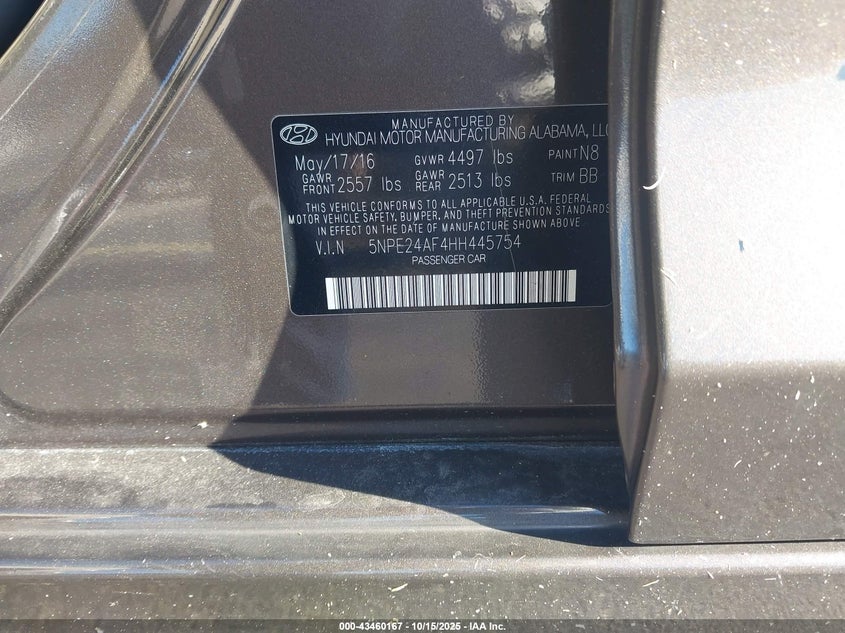 MANUFACTURED BY
HYUNDAI MOTOR MANUFACTURING ALABAMA, LLC
May/17/16 GVWR 4497 lbs PAINT N8
GAWR FRONT 2557 lbs GAWR REAR 2513 lbs TRIM BB
THIS VEHICLE CONFORMS TO ALL APPLICABLE U.S.A. FEDERAL
MOTOR VEHICLE SAFETY, BUMPER, AND THEFT PREVENTION STANDARDS
IN EFFECT ON THE DATE OF MANUFACTURE SHOWN ABOVE
V.I.N 5NPE24AF4HH445754
PASSENGER CAR
000-43460167 - 10/15/2025 - IAA Inc.